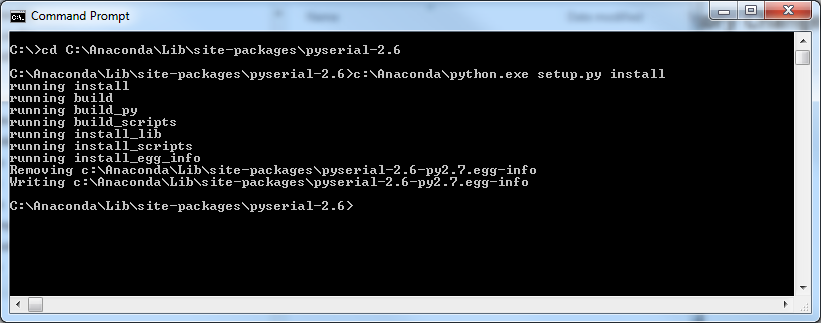 Command Prompt
Name
Date modified
C:\>cd C:\Anaconda\Lib\site-packages\pyserial-2.6
C:\Anaconda\Lib\site-packages\pyserial-2.6>c:\Anaconda\python.exe setup.py install
running install
running build
running build_py
running build_scripts
running install_lib
running install_scripts
running install_egg_info
Removing c:\Anaconda\Lib\site-packages\pyserial-2.6-py2.7.egg-info
Writing c:\Anaconda\Lib\site-packages\pyserial-2.6-py2.7.egg-info
C:\Anaconda\Lib\site-packages\pyserial-2.6>